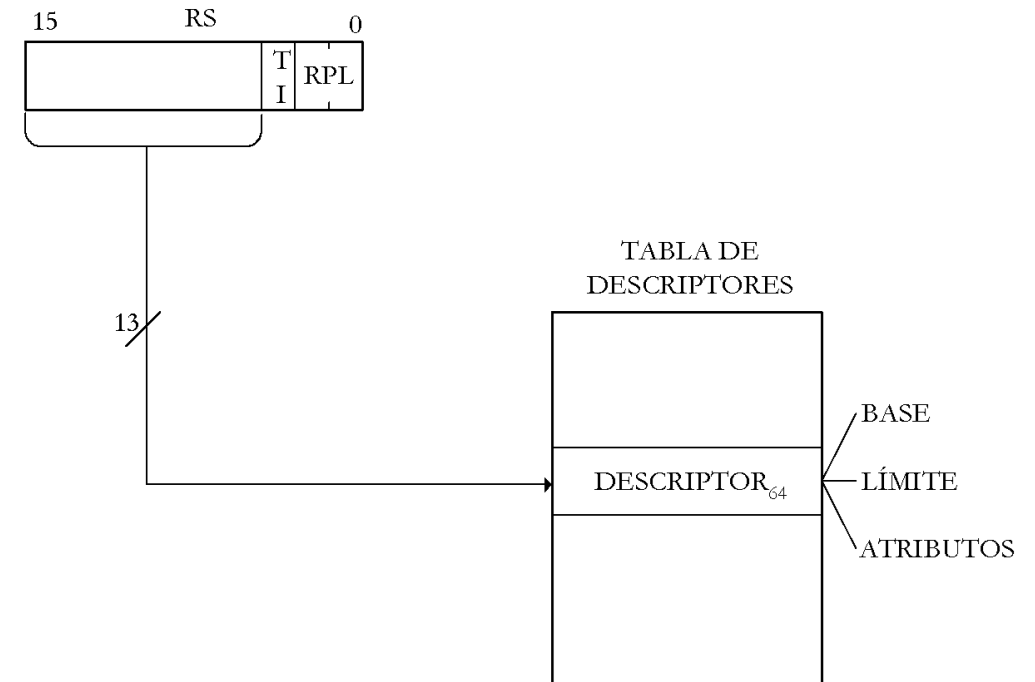 15 RS 0
T
I
RPL
13
TABLA DE
DESCRIPTORES
BASE
DESCRIPTOR64
LÍMITE
ATRIBUTOS